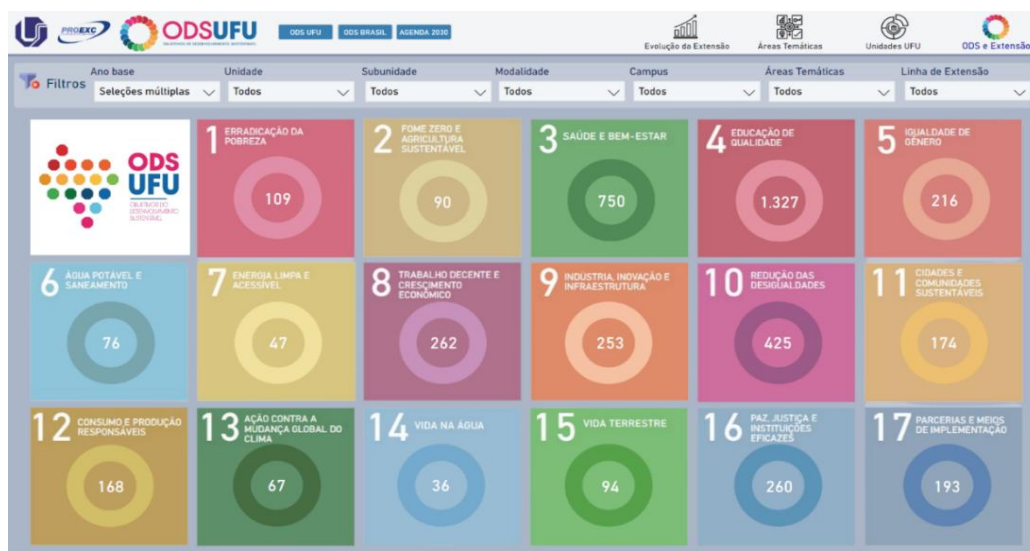 PROEXC
ODSUFU
ODS UFU
ODS BRASIL
AGENDA 2030
Evolução da Extensão
Áreas Temáticas
Unidades UFU
ODS e Extensão
Filtros
Ano base
Unidade
Subunidade
Modalidade
Campus
Áreas Temáticas
Linha de Extensão
Seleções múltiplas
Todos
Todos
Todos
Todos
Todos
Todos
ODS
UFU
OBJETIVOS DO
DESENVOLVIMENTO
SUSTENTÁVEL
1 ERRADICAÇÃO DA
POBREZA
109
2 FOME ZERO E
AGRICULTURA
SUSTENTÁVEL
90
3 SAÚDE E BEM-ESTAR
750
4 EDUCAÇÃO DE
QUALIDADE
1.327
5 IGUALDADE DE
GÊNERO
216
6 ÁGUA POTÁVEL E
SANEAMENTO
76
7 ENERGIA LIMPA E
ACESSÍVEL
47
8 TRABALHO DECENTE E
CRESCIMENTO
ECONÔMICO
262
9 INDÚSTRIA, INOVAÇÃO E
INFRAESTRUTURA
253
10 REDUÇÃO DAS
DESIGUALDADES
425
11 CIDADES E
COMUNIDADES
SUSTENTÁVEIS
174
12 CONSUMO E PRODUÇÃO
RESPONSÁVEIS
168
13 AÇÃO CONTRA A
MUDANÇA GLOBAL DO
CLIMA
67
14 VIDA NA ÁGUA
36
15 VIDA TERRESTRE
94
16 PAZ, JUSTIÇA E
INSTITUIÇÕES
EFICAZES
260
17 PARCERIAS E MEIOS
DE IMPLEMENTAÇÃO
193